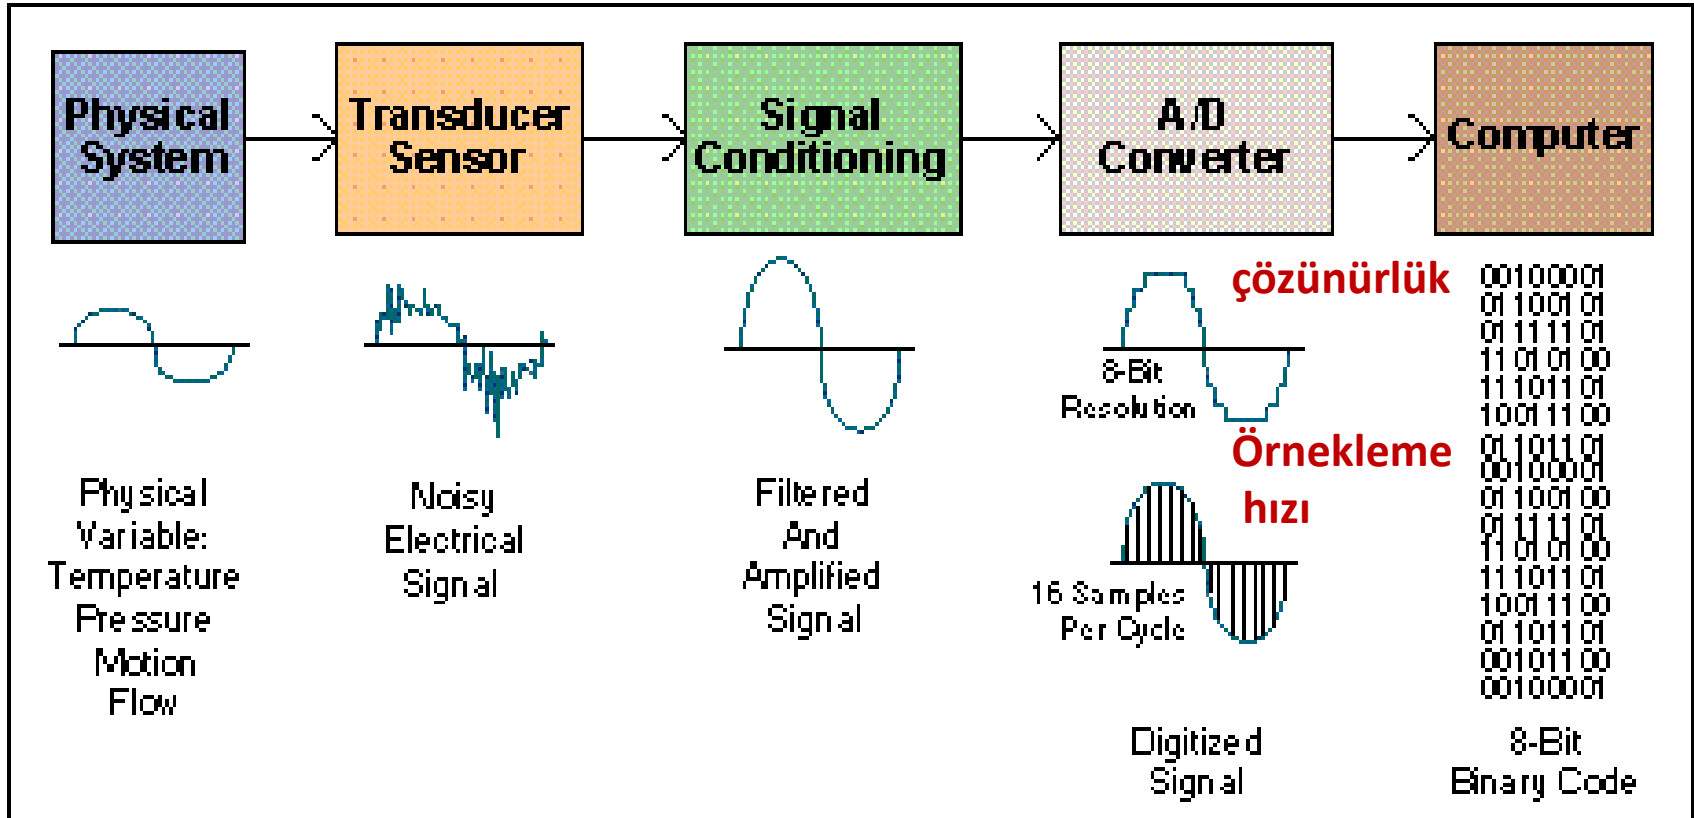 Physical
System
Transducer
Sensor
Signal
Conditioning
A/D
Converter
Computer
Physical
Variable:
Temperature
Pressure
Motion
Flow
Noisy
Electrical
Signal
Filtered
And
Amplified
Signal
çözünürlük
8-Bit
Resolution
Örnekleme
hızı
16 Samples
Per Cycle
Digitized
Signal
00100001
01100101
01111101
11010100
11101101
10011100
01101101
00100001
01100100
01111101
11010100
11101101
10011100
01101101
00101100
00100001
8-Bit
Binary Code